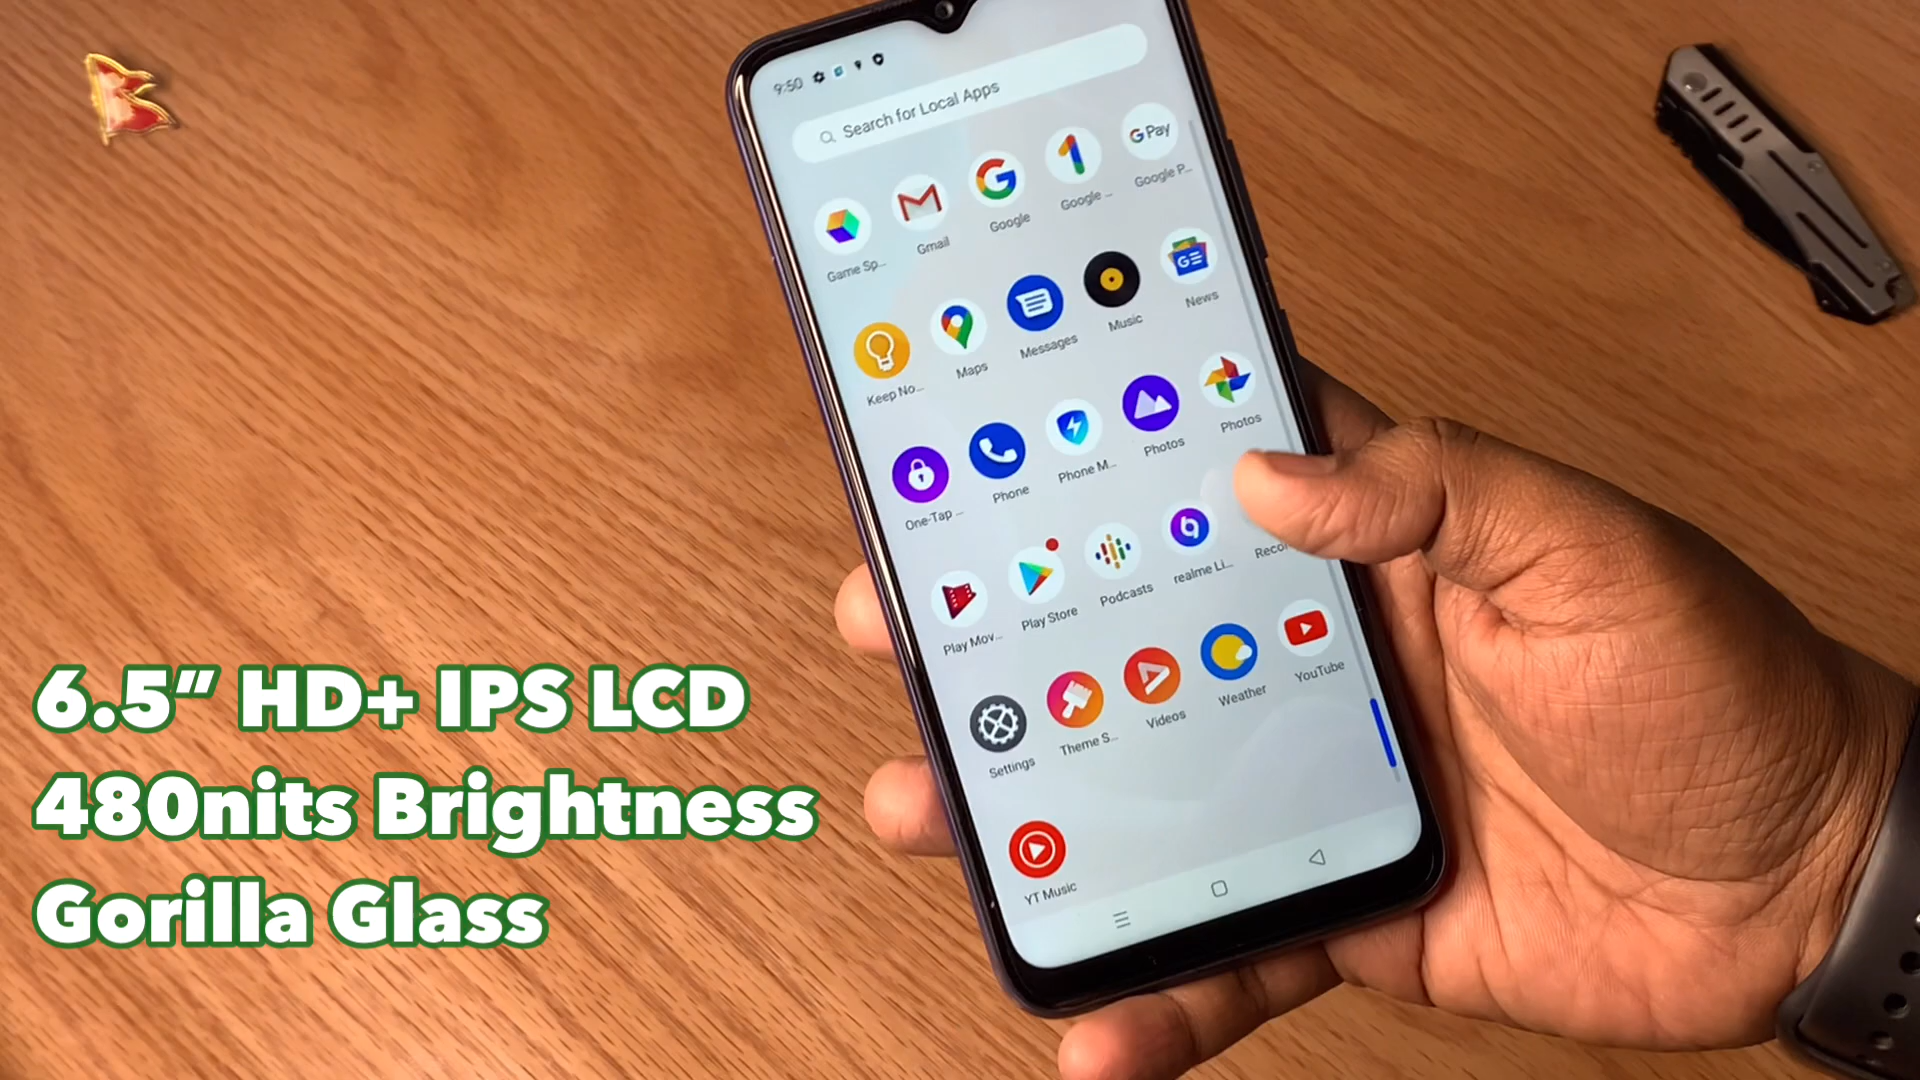 9:50
Search for Local Apps
G Pay
Game Sp...
Gmail
Google
Google ...
Google P...
Keep No...
Maps
Messages
Music
News
One-Tap ...
Phone
Phone M...
Photos
Photos
Play Mov...
Play Store
Podcasts
realme Li...
Settings
Theme S...
Videos
Weather
YouTube
YT Music
6.5" HD+ IPS LCD
480nits Brightness
Gorilla Glass